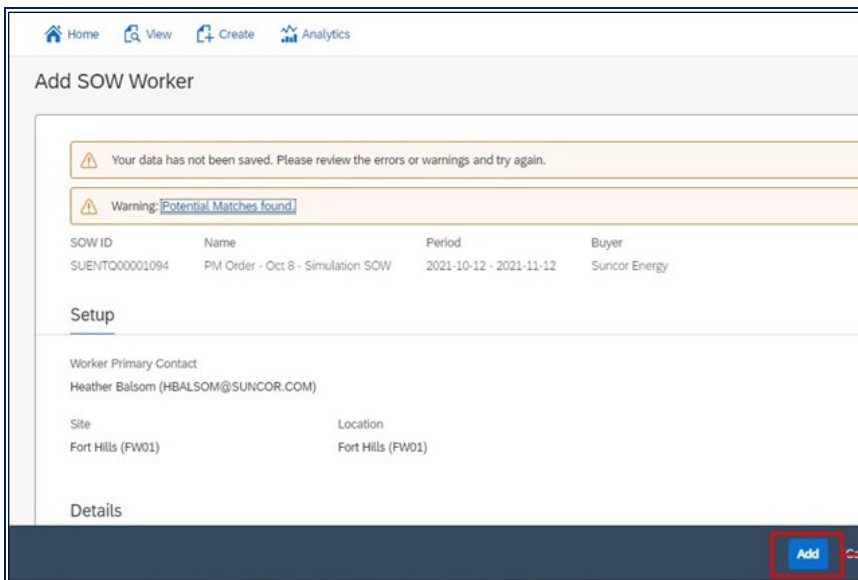 Home View Create Analytics
Add SOW Worker
Your data has not been saved. Please review the errors or warnings and try again.
Warning: Potential Matches found.
SOW ID Name Period Buyer
SUENTQ00001094 PM Order - Oct 8 - Simulation SOW 2021-10-12 - 2021-11-12 Suncor Energy
Setup
Worker Primary Contact
Heather Balsom (HBALSOM@SUNCOR.COM)
Site Location
Fort Hills (FW01) Fort Hills (FW01)
Details
Add